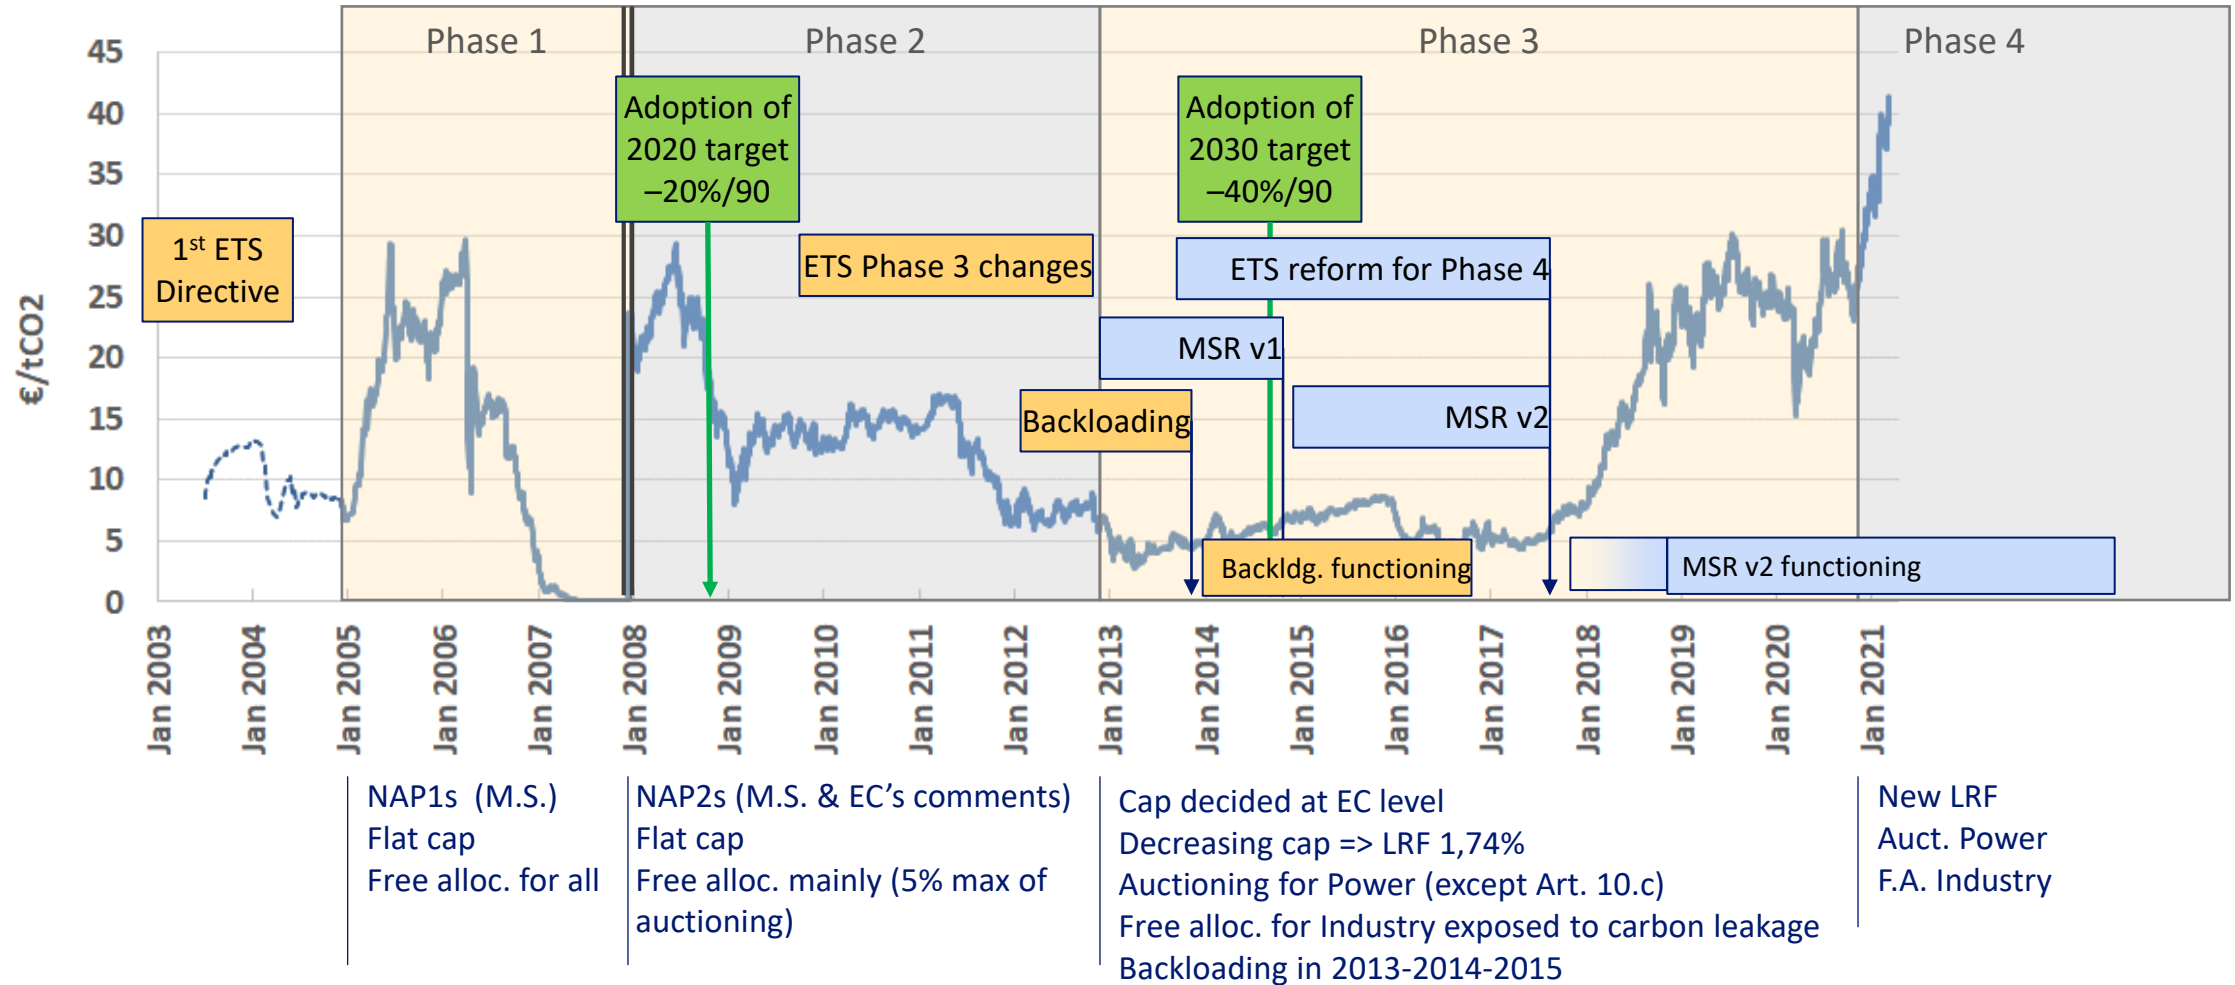 Phase 1
Phase 2
Phase 3
Phase 4
45
40
35
30
25
20
15
10
5
0
€/tCO2
1st ETS
Directive
Adoption of
2020 target
–20%/90
ETS Phase 3 changes
Adoption of
2030 target
–40%/90
ETS reform for Phase 4
MSR v1
Backloading
MSR v2
Backldg. functioning
MSR v2 functioning
Jan 2003
Jan 2004
Jan 2005
Jan 2006
Jan 2007
Jan 2008
Jan 2009
Jan 2010
Jan 2011
Jan 2012
Jan 2013
Jan 2014
Jan 2015
Jan 2016
Jan 2017
Jan 2018
Jan 2019
Jan 2020
Jan 2021
NAP1s (M.S.)
Flat cap
Free alloc. for all
NAP2s (M.S. & EC’s comments)
Flat cap
Free alloc. mainly (5% max of
auctioning)
Cap decided at EC level
Decreasing cap => LRF 1,74%
Auctioning for Power (except Art. 10.c)
Free alloc. for Industry exposed to carbon leakage
Backloading in 2013-2014-2015
New LRF
Auct. Power
F.A. Industry